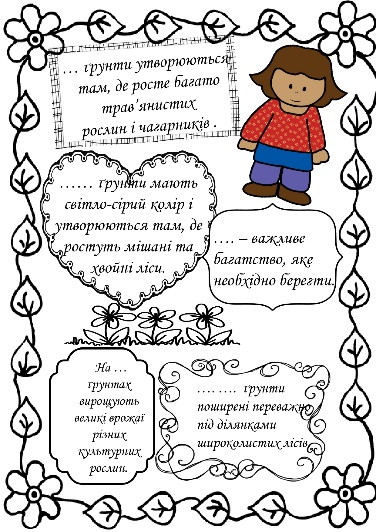 ... ґрунти утворюються
там, де росте багато
трав’янистих
рослин і чагарників .
...... ґрунти мають
світло-сірий колір і
утворюються там, де
ростуть мішані та
хвойні ліси.
.... – важливе
багатство, яке
необхідно берегти.
На ...
ґрунтах
вирощують
великі врожаї
різних
культурних
рослин.
.... .... ґрунти
поширені переважно
під ділянками
широколистих лісів